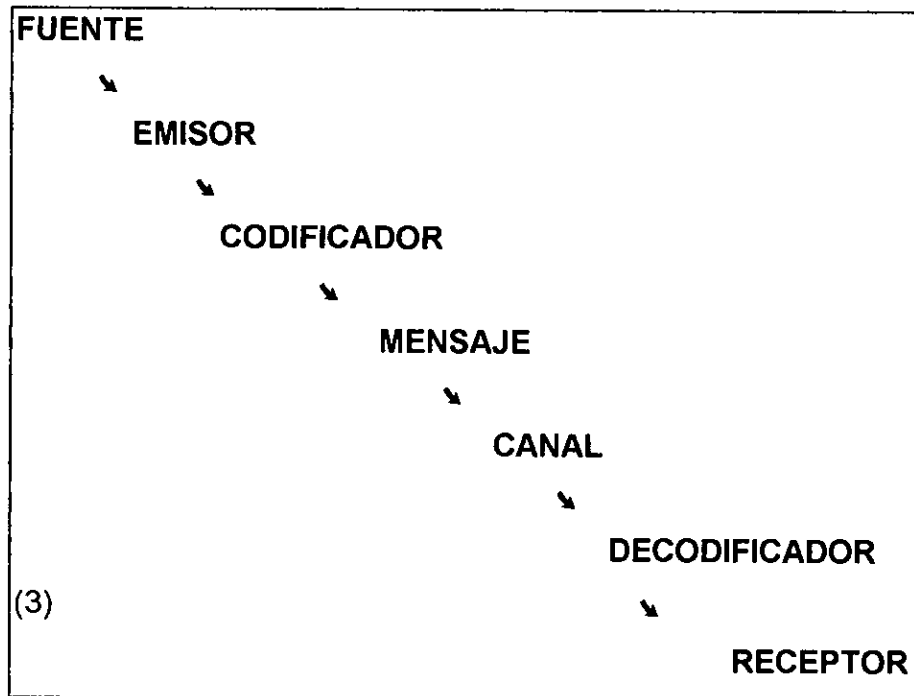 FUENTE
EMISOR
CODIFICADOR
MENSAJE
CANAL
DECODIFICADOR
(3)
RECEPTOR